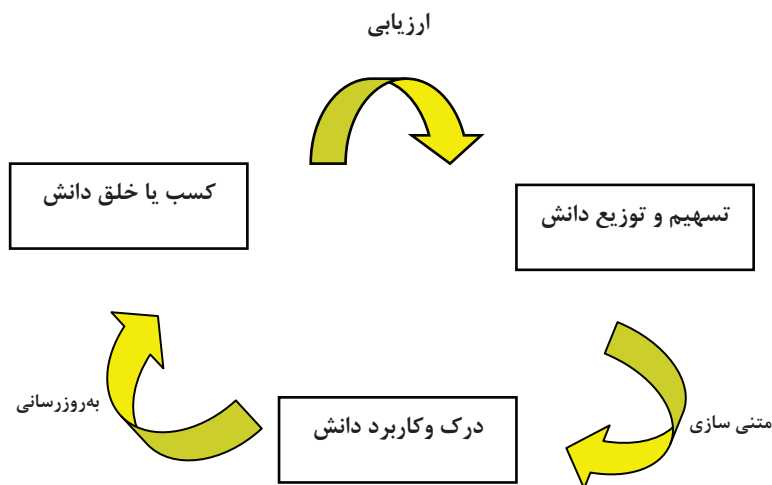 ارزیابی
کسب یا خلق دانش
تسهیم و توزیع دانش
به‌روزرسانی
متنی سازی
درک وکاربرد دانش